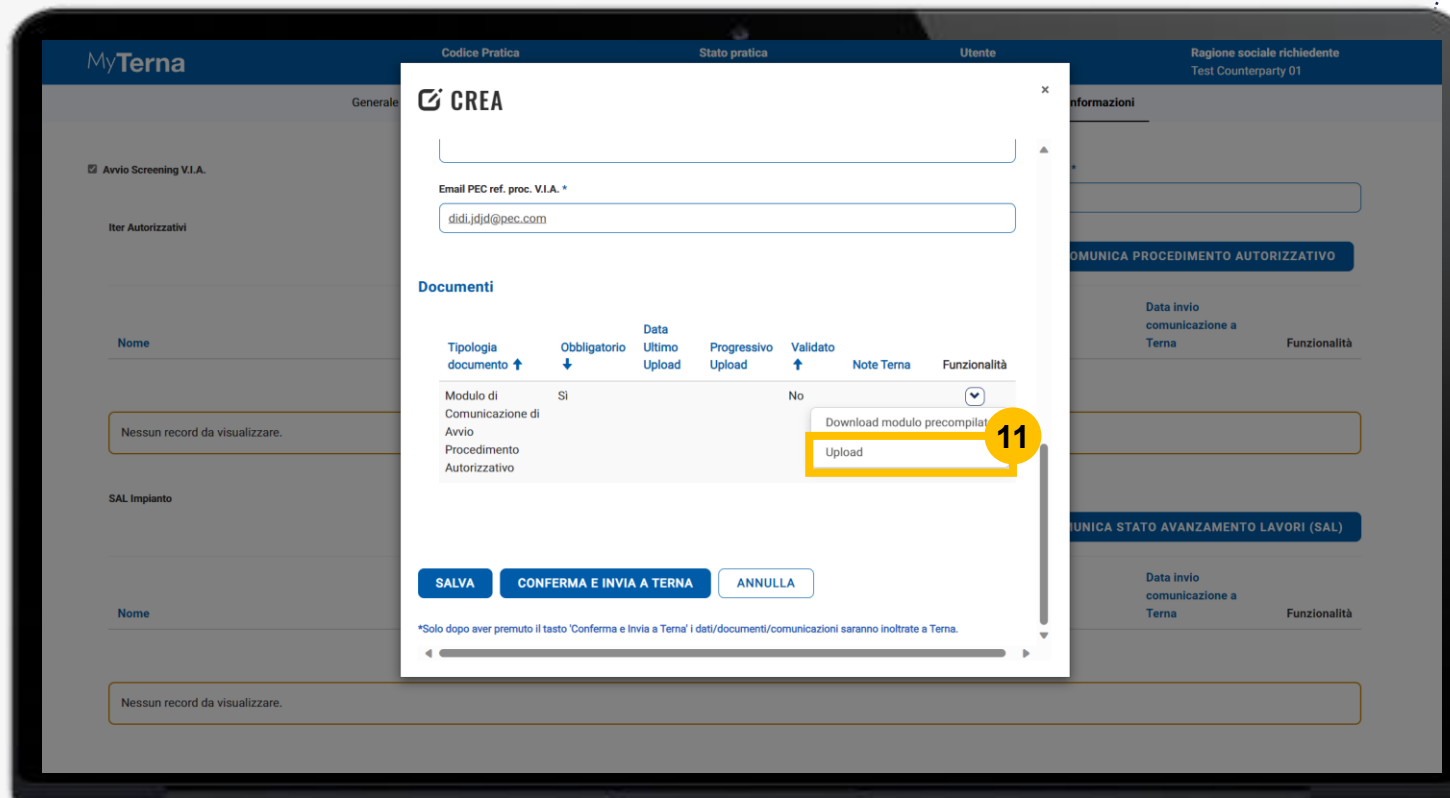 MyTerna
Codice Pratica
Stato pratica
Utente
Ragione sociale richiedente
Test Counterparty 01
Generale
nformazioni
CREA
×
Avvio Screening V.I.A.
*
Email PEC ref. proc. V.I.A. *
didi.jdjd@pec.com
Iter Autorizzativi
OMUNICA PROCEDIMENTO AUTORIZZATIVO
Documenti
Nome
Data invio
comunicazione a
Terna
Funzionalità
Tipologia
documento ↑
Obbligatorio
↓
Data
Ultimo
Upload
Progressivo
Upload
Validato
↑
Note Terna
Funzionalità
Modulo di
Comunicazione di
Avvio
Procedimento
Autorizzativo
Sì
No
Download modulo precompilat
11
Upload
Nessun record da visualizzare.
SAL Impianto
UNICA STATO AVANZAMENTO LAVORI (SAL)
SALVA
CONFERMA E INVIA A TERNA
ANNULLA
Nome
Data invio
comunicazione a
Terna
Funzionalità
*Solo dopo aver premuto il tasto 'Conferma e Invia a Terna' i dati/documenti/comunicazioni saranno inoltrate a Terna.
Nessun record da visualizzare.